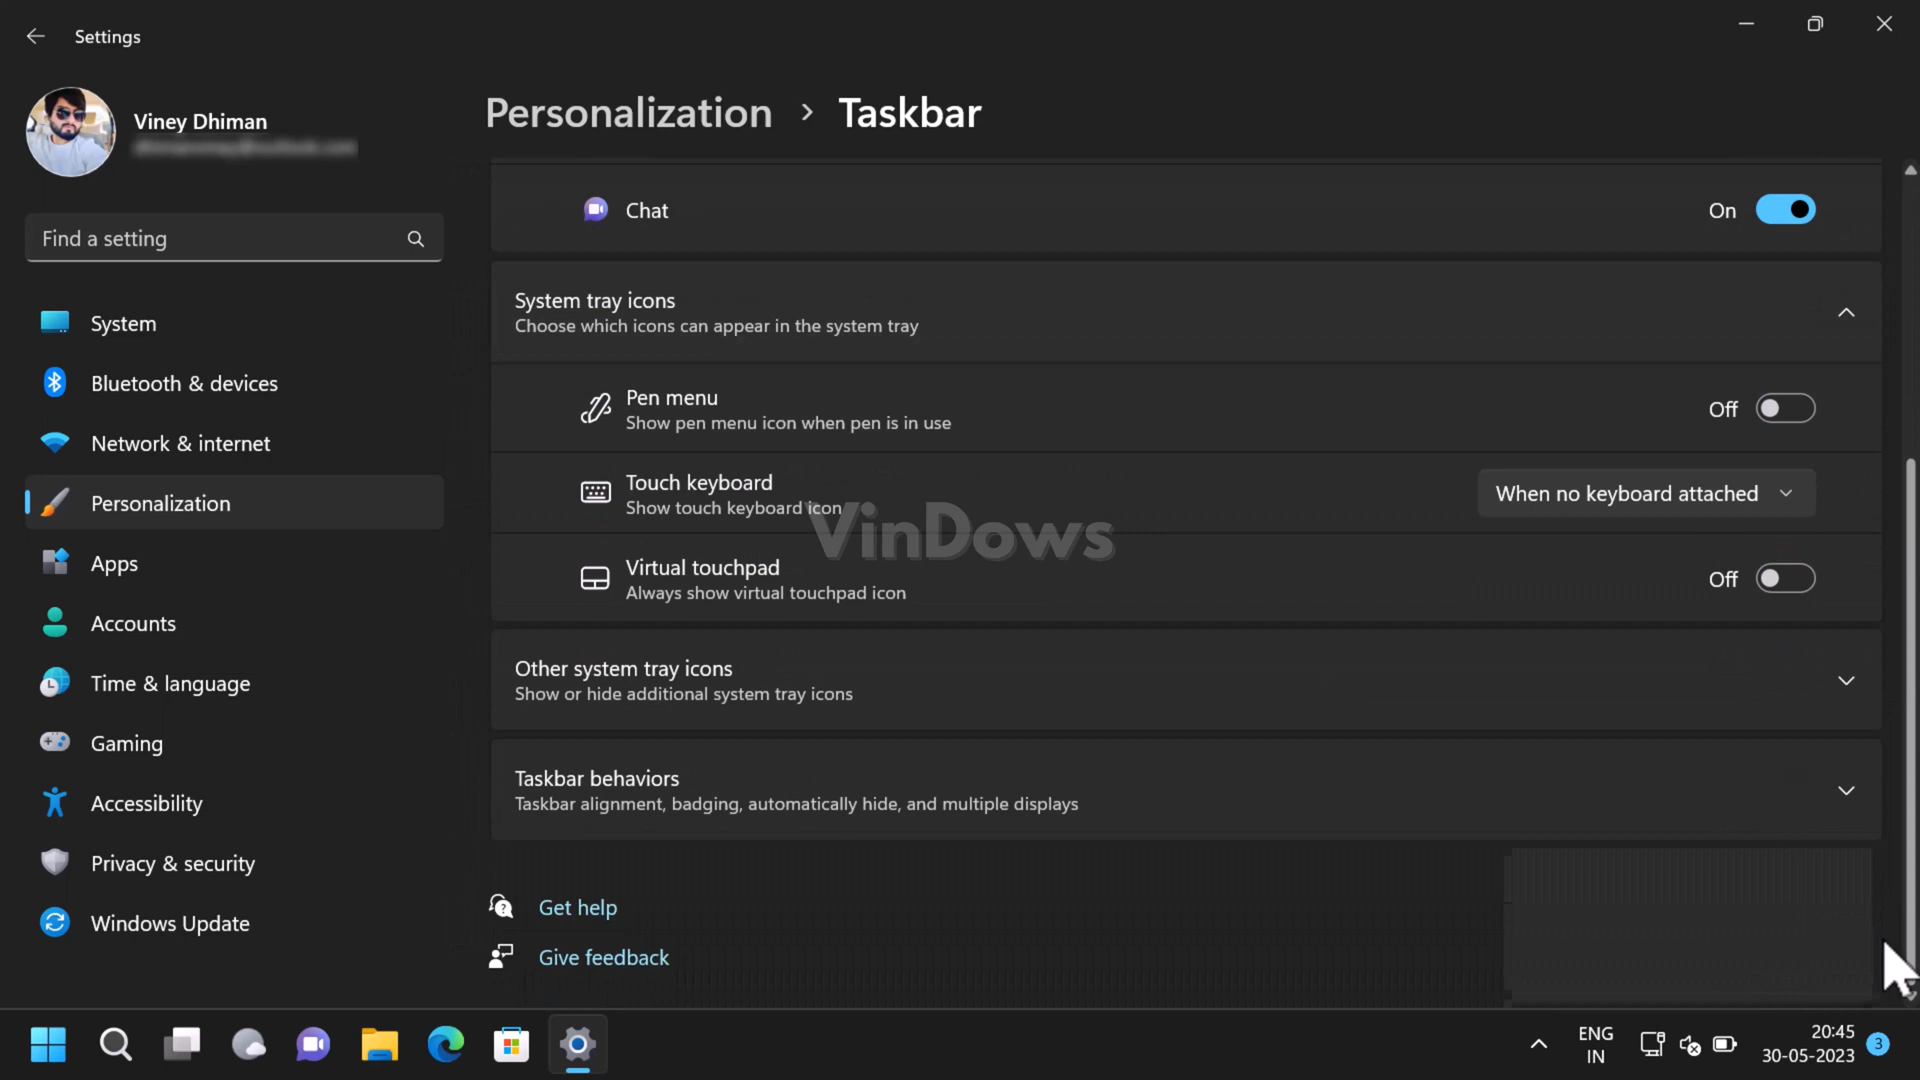 Settings
Viney Dhiman
Find a setting
System
Bluetooth & devices
Network & internet
Personalization
Apps
Accounts
Time & language
Gaming
Accessibility
Privacy & security
Windows Update
Personalization > Taskbar
Chat On
System tray icons
Choose which icons can appear in the system tray
Pen menu
Show pen menu icon when pen is in use
Off
Touch keyboard
Show touch keyboard icon
When no keyboard attached
VinDows
Virtual touchpad
Always show virtual touchpad icon
Off
Other system tray icons
Show or hide additional system tray icons
Taskbar behaviors
Taskbar alignment, badging, automatically hide, and multiple displays
Get help
Give feedback
ENG
IN
20:45
30-05-2023
3